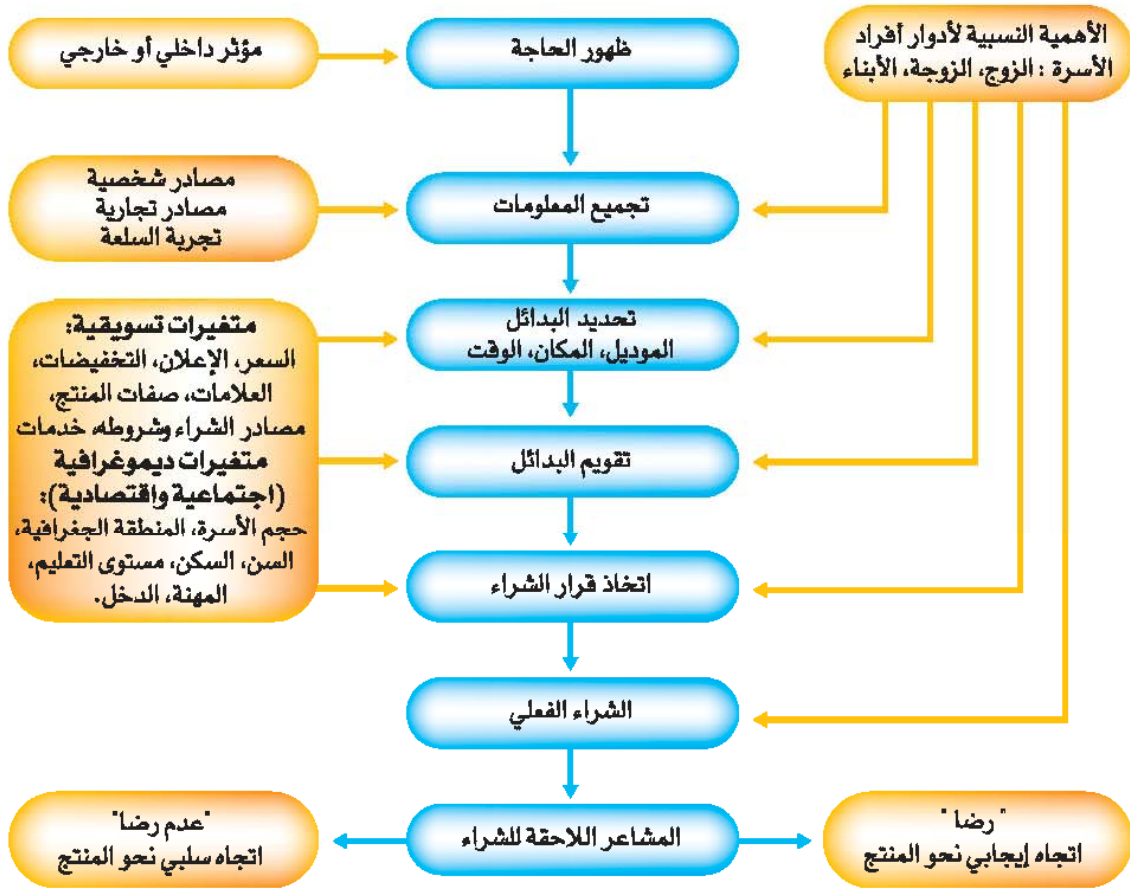 الأهمية النسبية لأدوار أفراد
الأسرة : الزوج، الزوجة، الأبناء
ظهور الحاجة
مؤثر داخلي أو خارجي
تجميع المعلومات
مصادر شخصية
مصادر تجارية
تجربة السلعة
تحديد البدائل
الموديل، المكان، الوقت
متغيرات تسويقية:
السعر، الإعلان، التخفيضات،
العلامات، صفات المنتج،
مصادر الشراء وشروطه، خدمات
متغيرات ديموغرافية
(اجتماعية واقتصادية):
حجم الأسرة، المنطقة الجغرافية،
السن، السكن، مستوى التعليم،
المهنة، الدخل.
تقويم البدائل
اتخاذ قرار الشراء
الشراء الفعلي
المشاعر اللاحقة للشراء
" رضا "
اتجاه إيجابي نحو المنتج
"عدم رضا"
اتجاه سلبي نحو المنتج